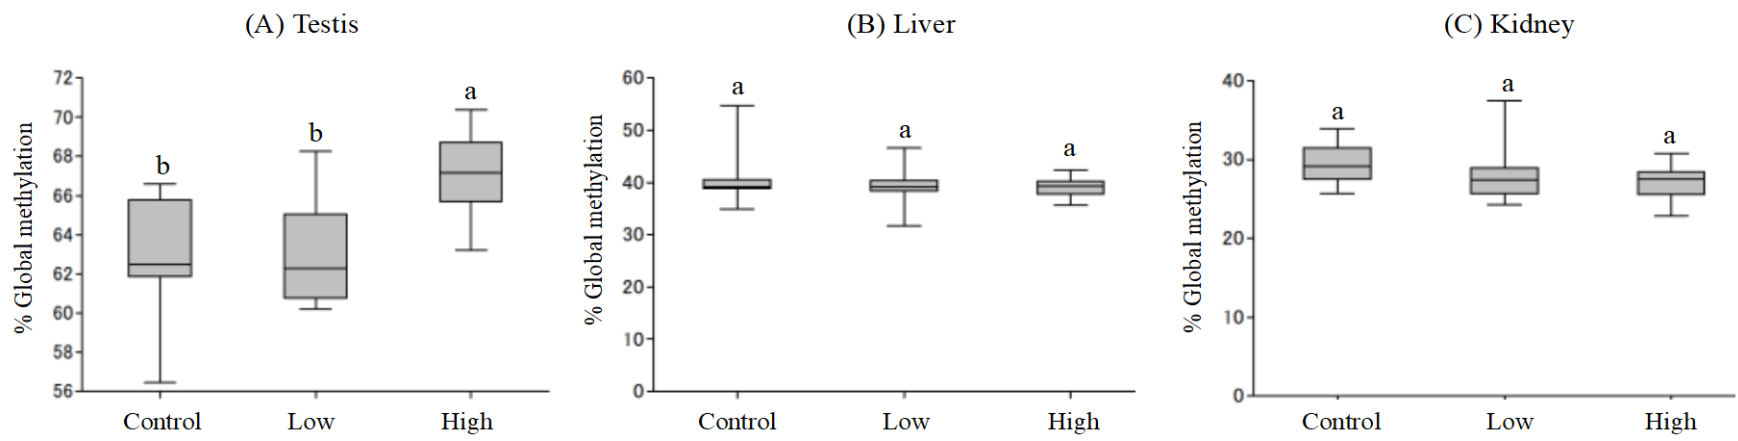 (A) Testis
% Global methylation
72
70
68
66
64
62
60
58
56
b
b
a
Control
Low
High
(B) Liver
% Global methylation
60
50
40
30
20
10
0
a
a
a
Control
Low
High
(C) Kidney
% Global methylation
40
30
20
10
0
a
a
a
Control
Low
High